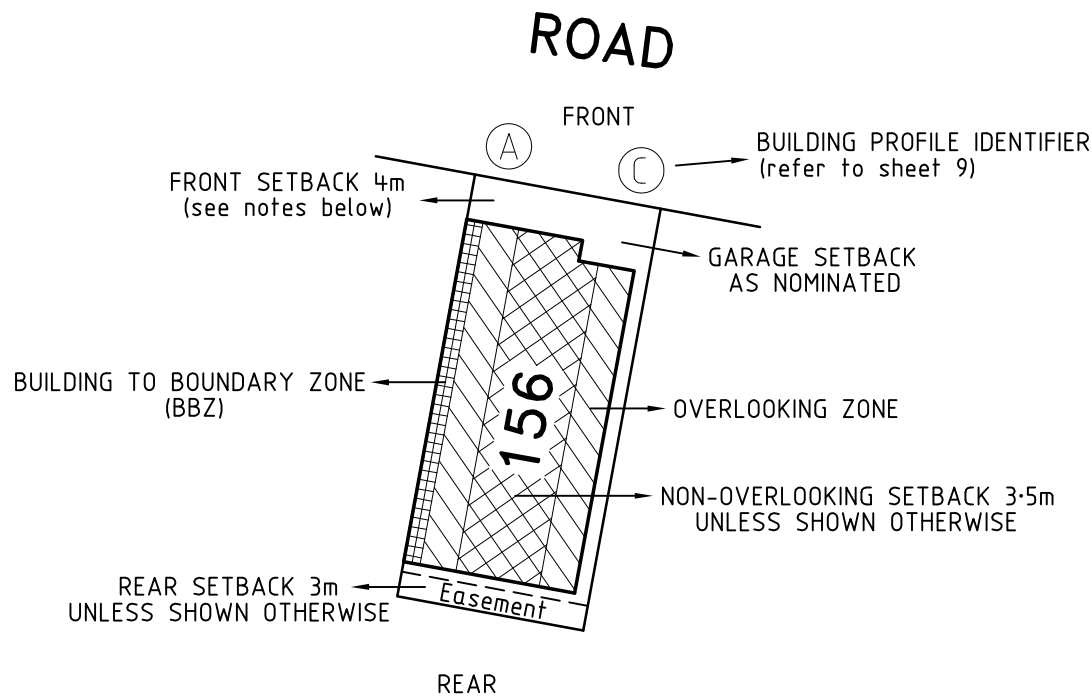 ROAD
FRONT
A
C
BUILDING PROFILE IDENTIFIER
(refer to sheet 9)
FRONT SETBACK 4m
(see notes below)
GARAGE SETBACK
AS NOMINATED
BUILDING TO BOUNDARY ZONE
(BBZ)
156
OVERLOOKING ZONE
NON-OVERLOOKING SETBACK 3·5m
UNLESS SHOWN OTHERWISE
REAR SETBACK 3m
UNLESS SHOWN OTHERWISE
Easement
REAR